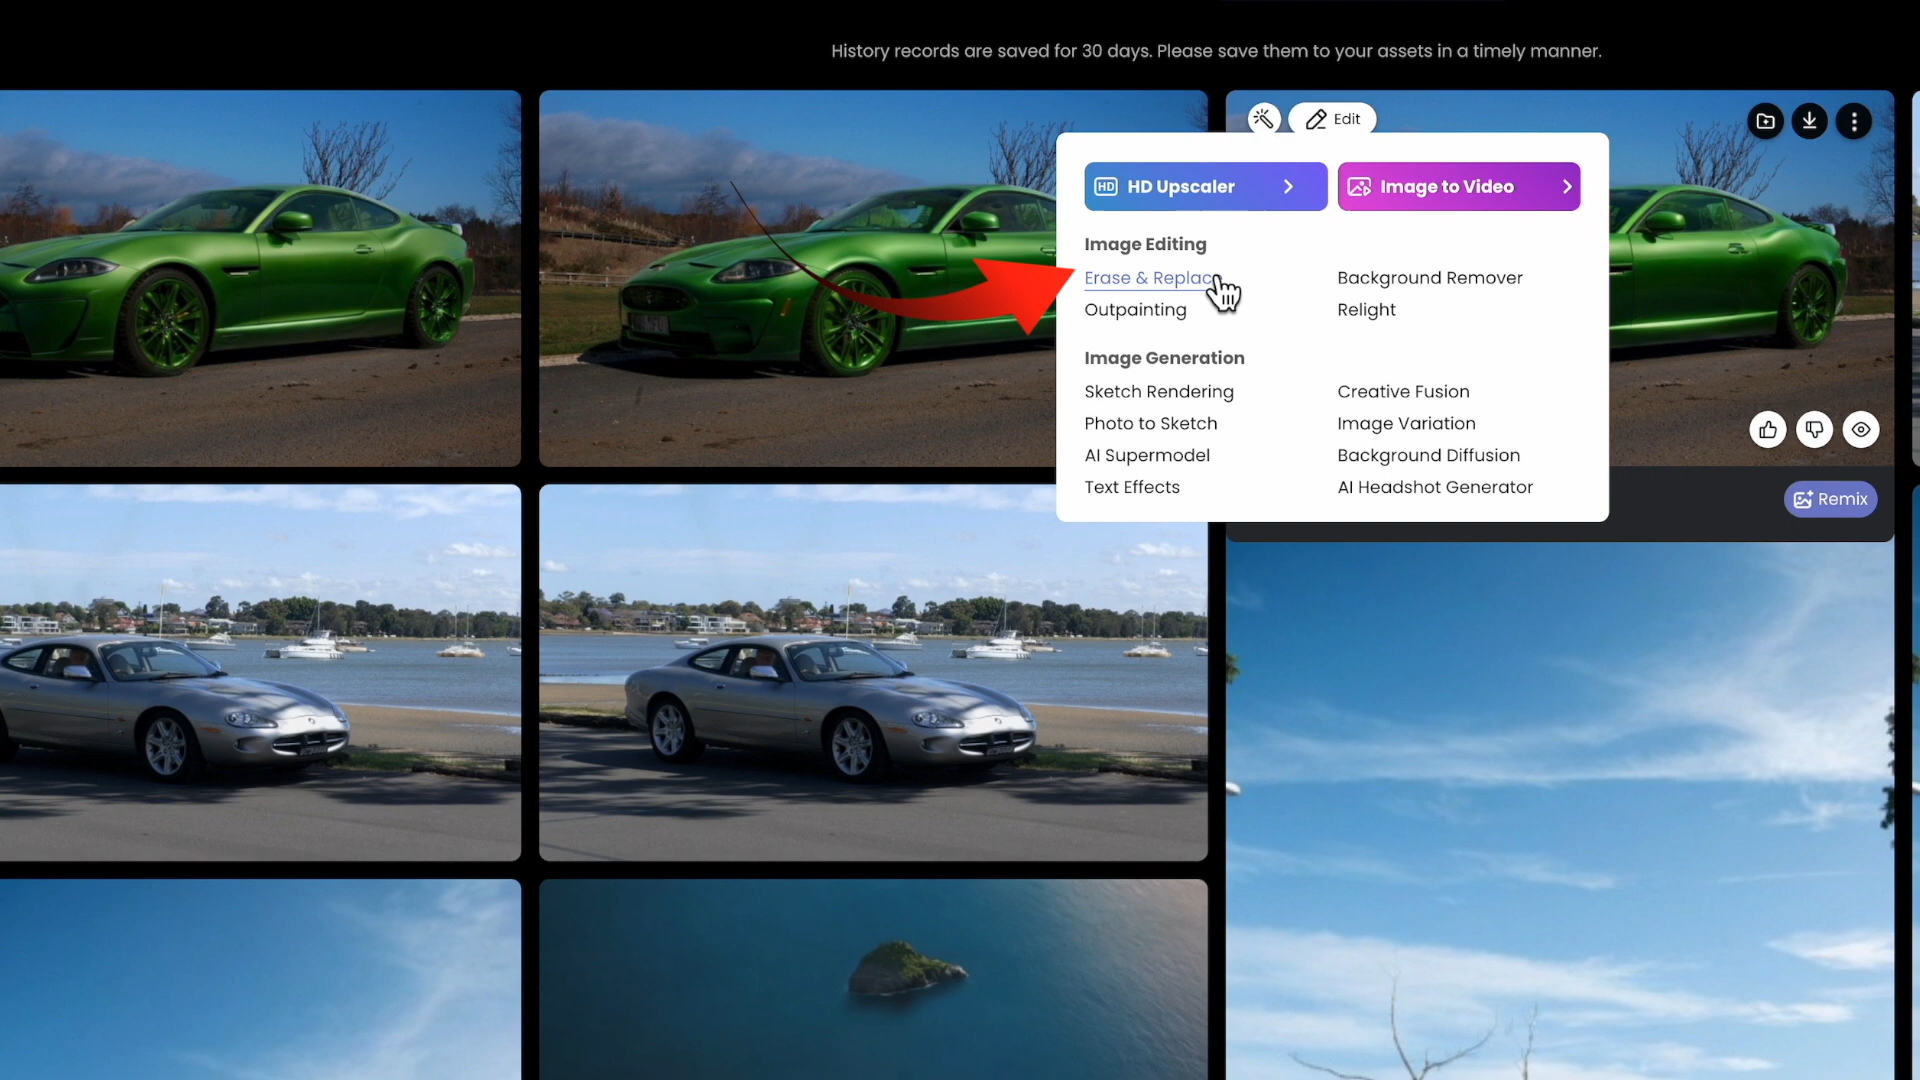 History records are saved for 30 days. Please save them to your assets in a timely manner.
Edit
HD HD Upscaler
Image to Video
Image Editing
Erase & Replac
Background Remover
Outpainting
Relight
Image Generation
Sketch Rendering
Creative Fusion
Photo to Sketch
Image Variation
AI Supermodel
Background Diffusion
Text Effects
AI Headshot Generator
Remix